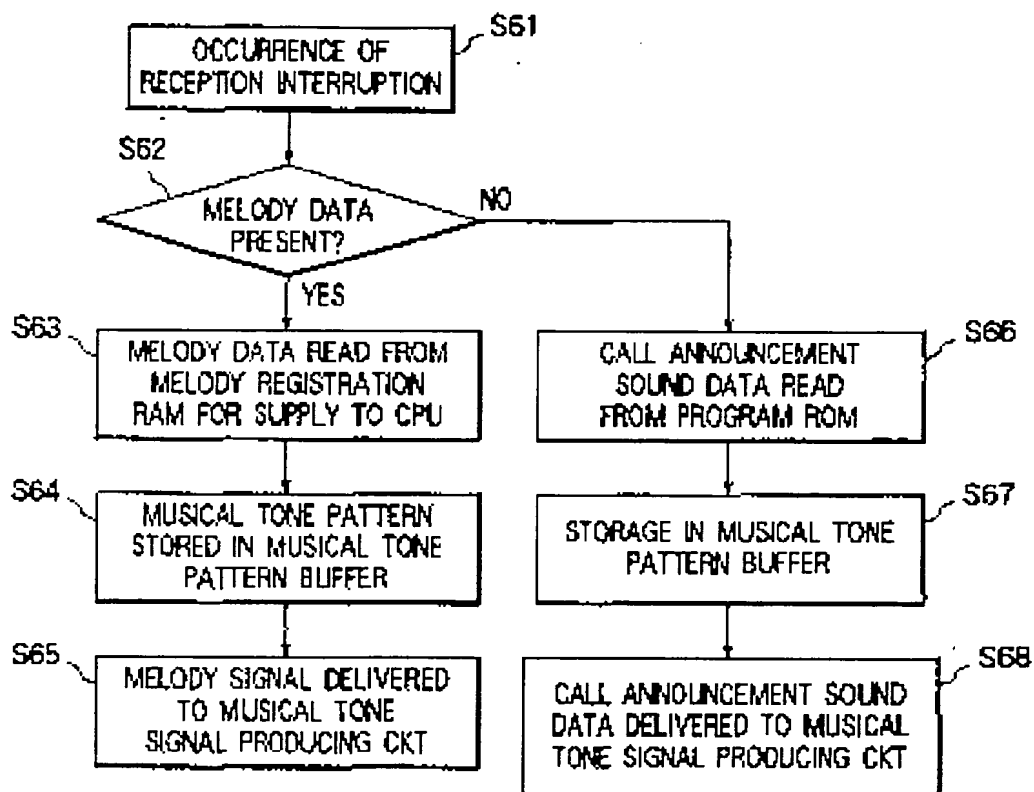 S61
OCCURRENCE OF
RECEPTION INTERRUPTION
S62
MELODY DATA
PRESENT?
NO
YES
S63
MELODY DATA READ FROM
MELODY REGISTRATION
RAM FOR SUPPLY TO CPU
S66
CALL ANNOUNCEMENT
SOUND DATA READ
FROM PROGRAM ROM
S64
MUSICAL TONE PATTERN
STORED IN MUSICAL TONE
PATTERN BUFFER
S67
STORAGE IN MUSICAL TONE
PATTERN BUFFER
S65
MELODY SIGNAL DELIVERED
TO MUSICAL TONE
SIGNAL PRODUCING CKT
S68
CALL ANNOUNCEMENT SOUND
DATA DELIVERED TO MUSICAL
TONE SIGNAL PRODUCING CKT